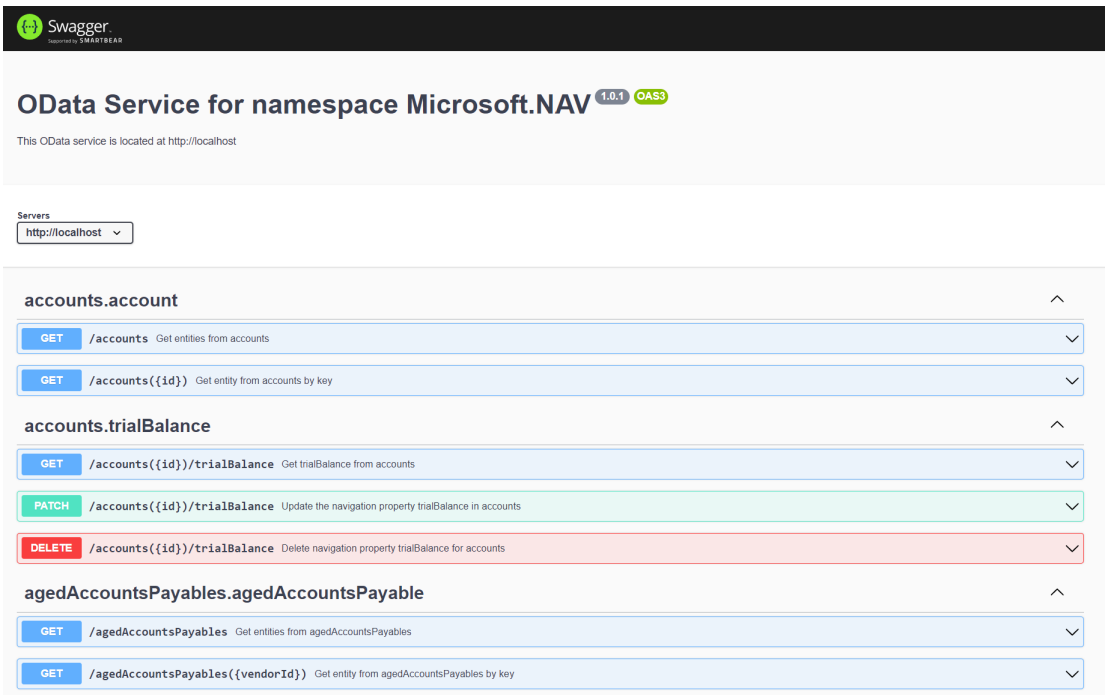 Swagger.
Supported by SMARTBEAR
OData Service for namespace Microsoft.NAV 1.0.1 OAS3
This OData service is located at http://localhost
Servers
http://localhost
accounts.account
GET /accounts Get entities from accounts
GET /accounts({id}) Get entity from accounts by key
accounts.trialBalance
GET /accounts({id})/trialBalance Get trialBalance from accounts
PATCH /accounts({id})/trialBalance Update the navigation property trialBalance in accounts
DELETE /accounts({id})/trialBalance Delete navigation property trialBalance for accounts
agedAccountsPayables.agedAccountsPayable
GET /agedAccountsPayables Get entities from agedAccountsPayables
GET /agedAccountsPayables({vendorId}) Get entity from agedAccountsPayables by key